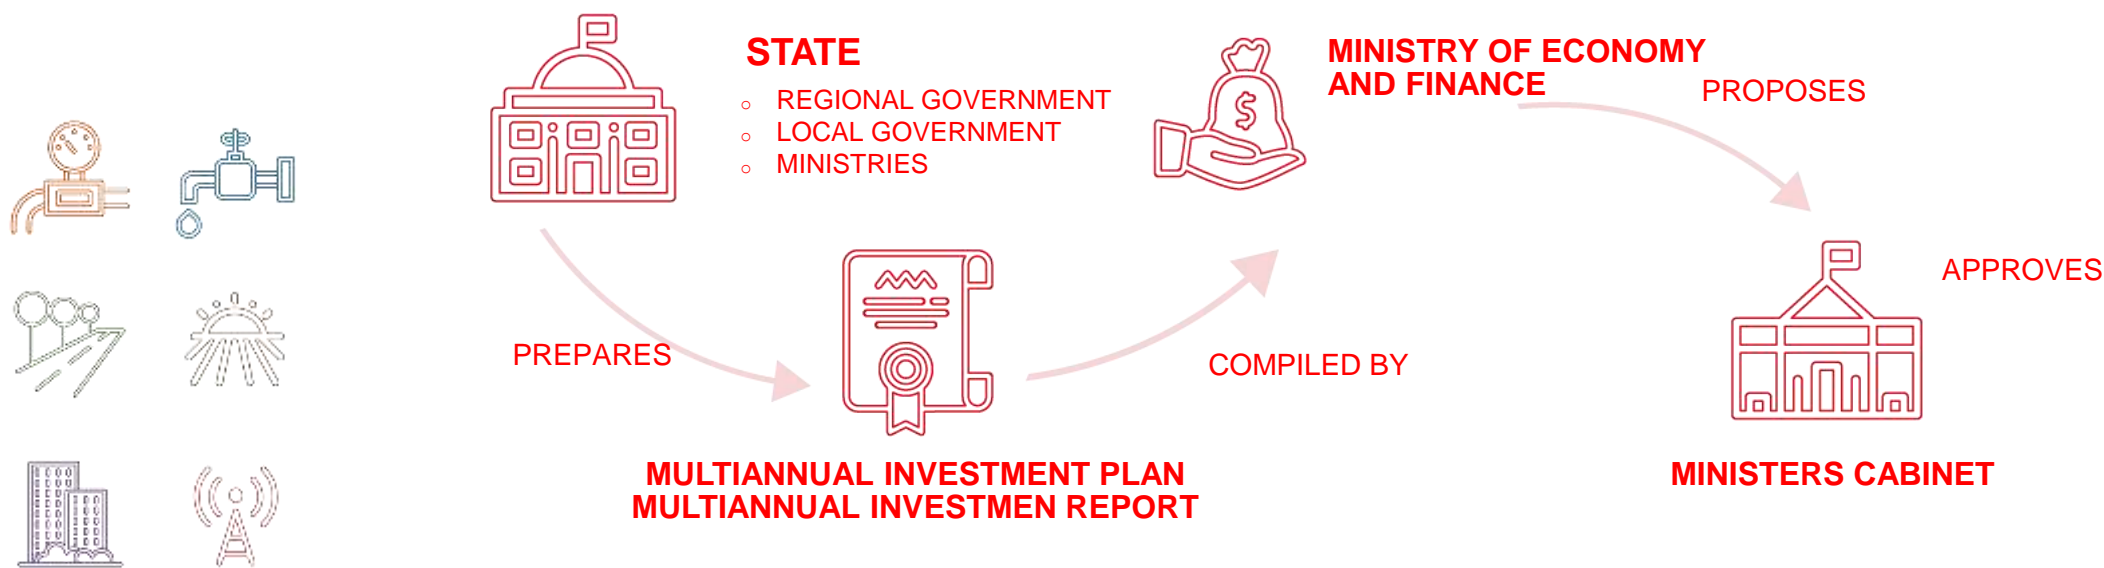 STATE
REGIONAL GOVERNMENT
LOCAL GOVERNMENT
MINISTRIES
PREPARES
MULTIANNUAL INVESTMENT PLAN
MULTIANNUAL INVESTMEN REPORT
COMPILED BY
$
MINISTRY OF ECONOMY
AND FINANCE
PROPOSES
APPROVES
MINISTERS CABINET